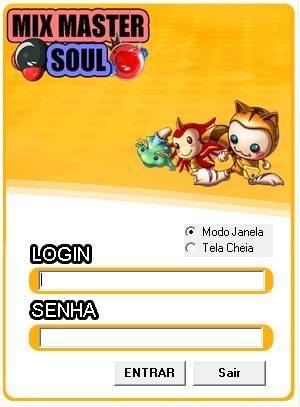 MIX MASTER
SOUL
Modo Janela
Tela Cheia
LOGIN
SENHA
ENTRAR
Sair